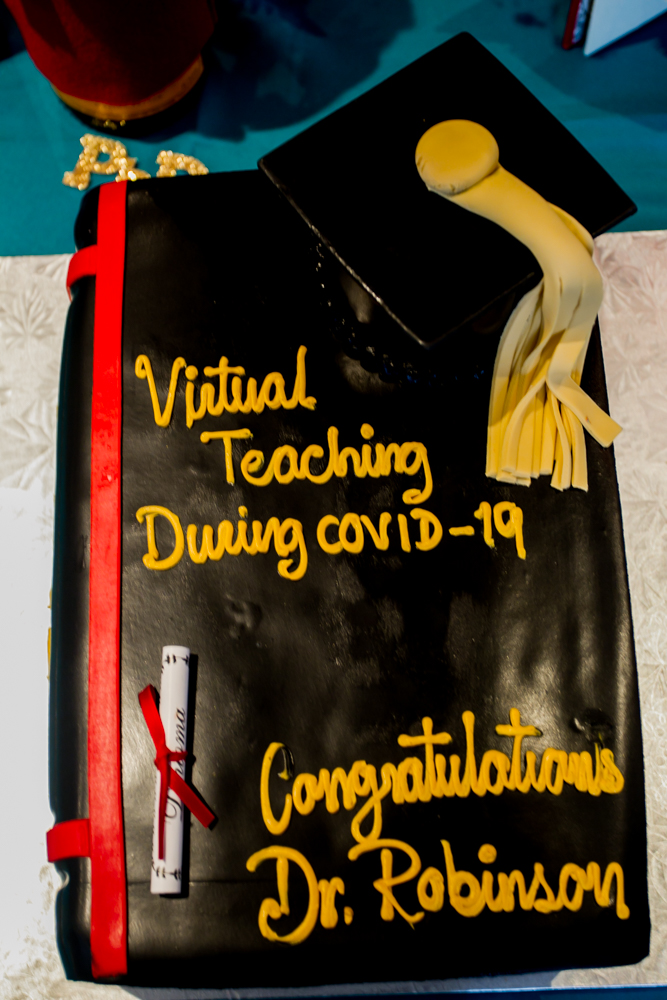 Virtual
Teaching
During COVID-19
Congratulations
Dr. Robinson